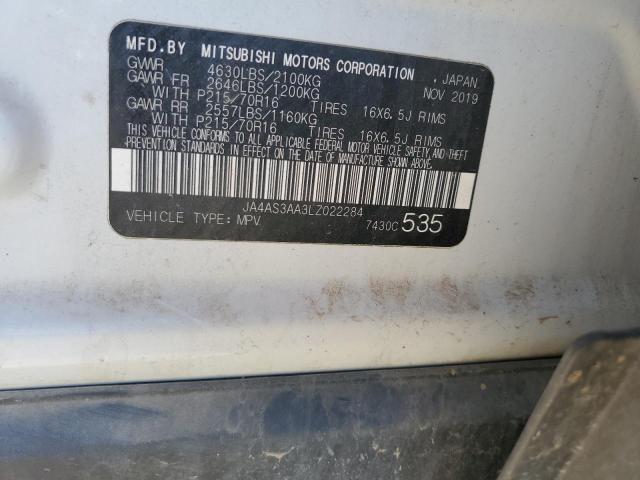 MFD.BY MITSUBISHI MOTORS CORPORATION , JAPAN
GVWR. 4630LBS/2100KG NOV 2019
GAWR FR 2646LBS/1200KG
WITH P215/70R16 TIRES 16X6.5J RIMS
GAWR RR 2557LBS/1160KG
WITH P215/70R16 TIRES 16X6.5J RIMS
THIS VEHICLE CONFORMS TO ALL APPLICABLE FEDERAL MOTOR VEHICLE SAFETY, AND THEFT-
PREVENTION STANDARDS IN EFFECT ON THE DATE OF MANUFACTURE SHOWN ABOVE.
JA4AS3AA3LZ022284
VEHICLE TYPE: MPV 7430C 535